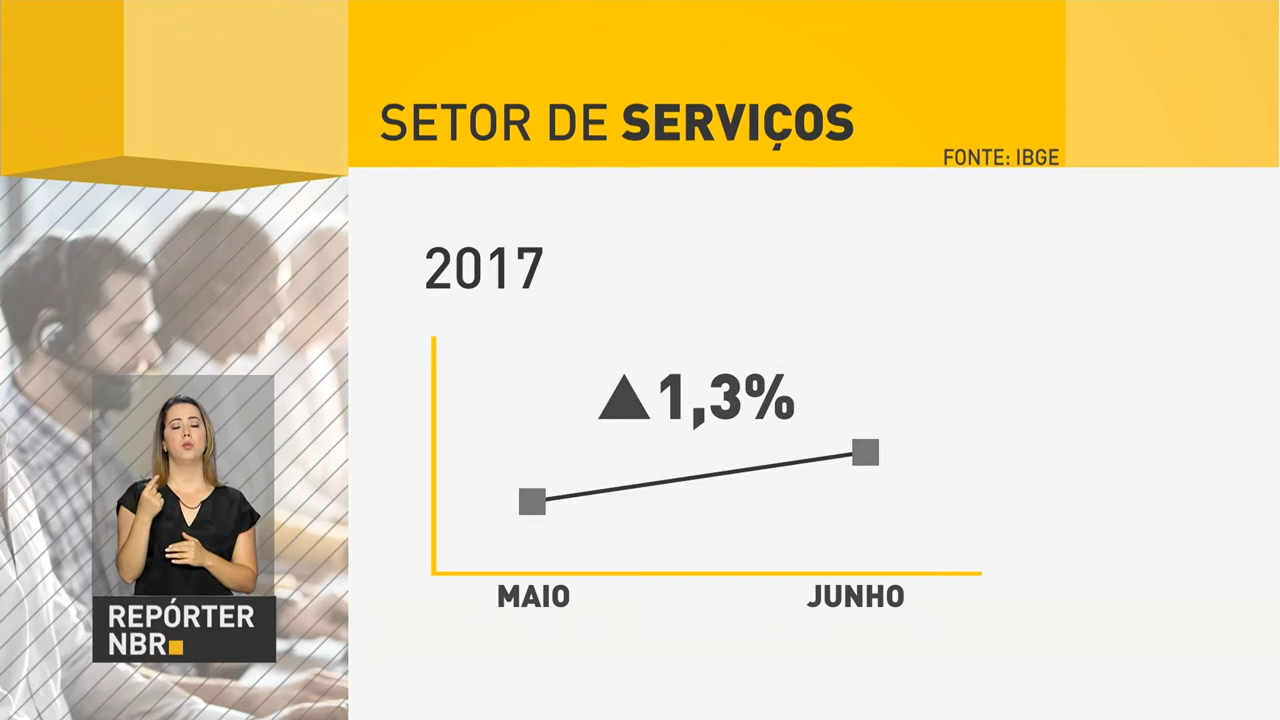 SETOR DE SERVIÇOS
FONTE: IBGE
2017
▲1,3%
MAIO
JUNHO
REPÓRTER
NBR